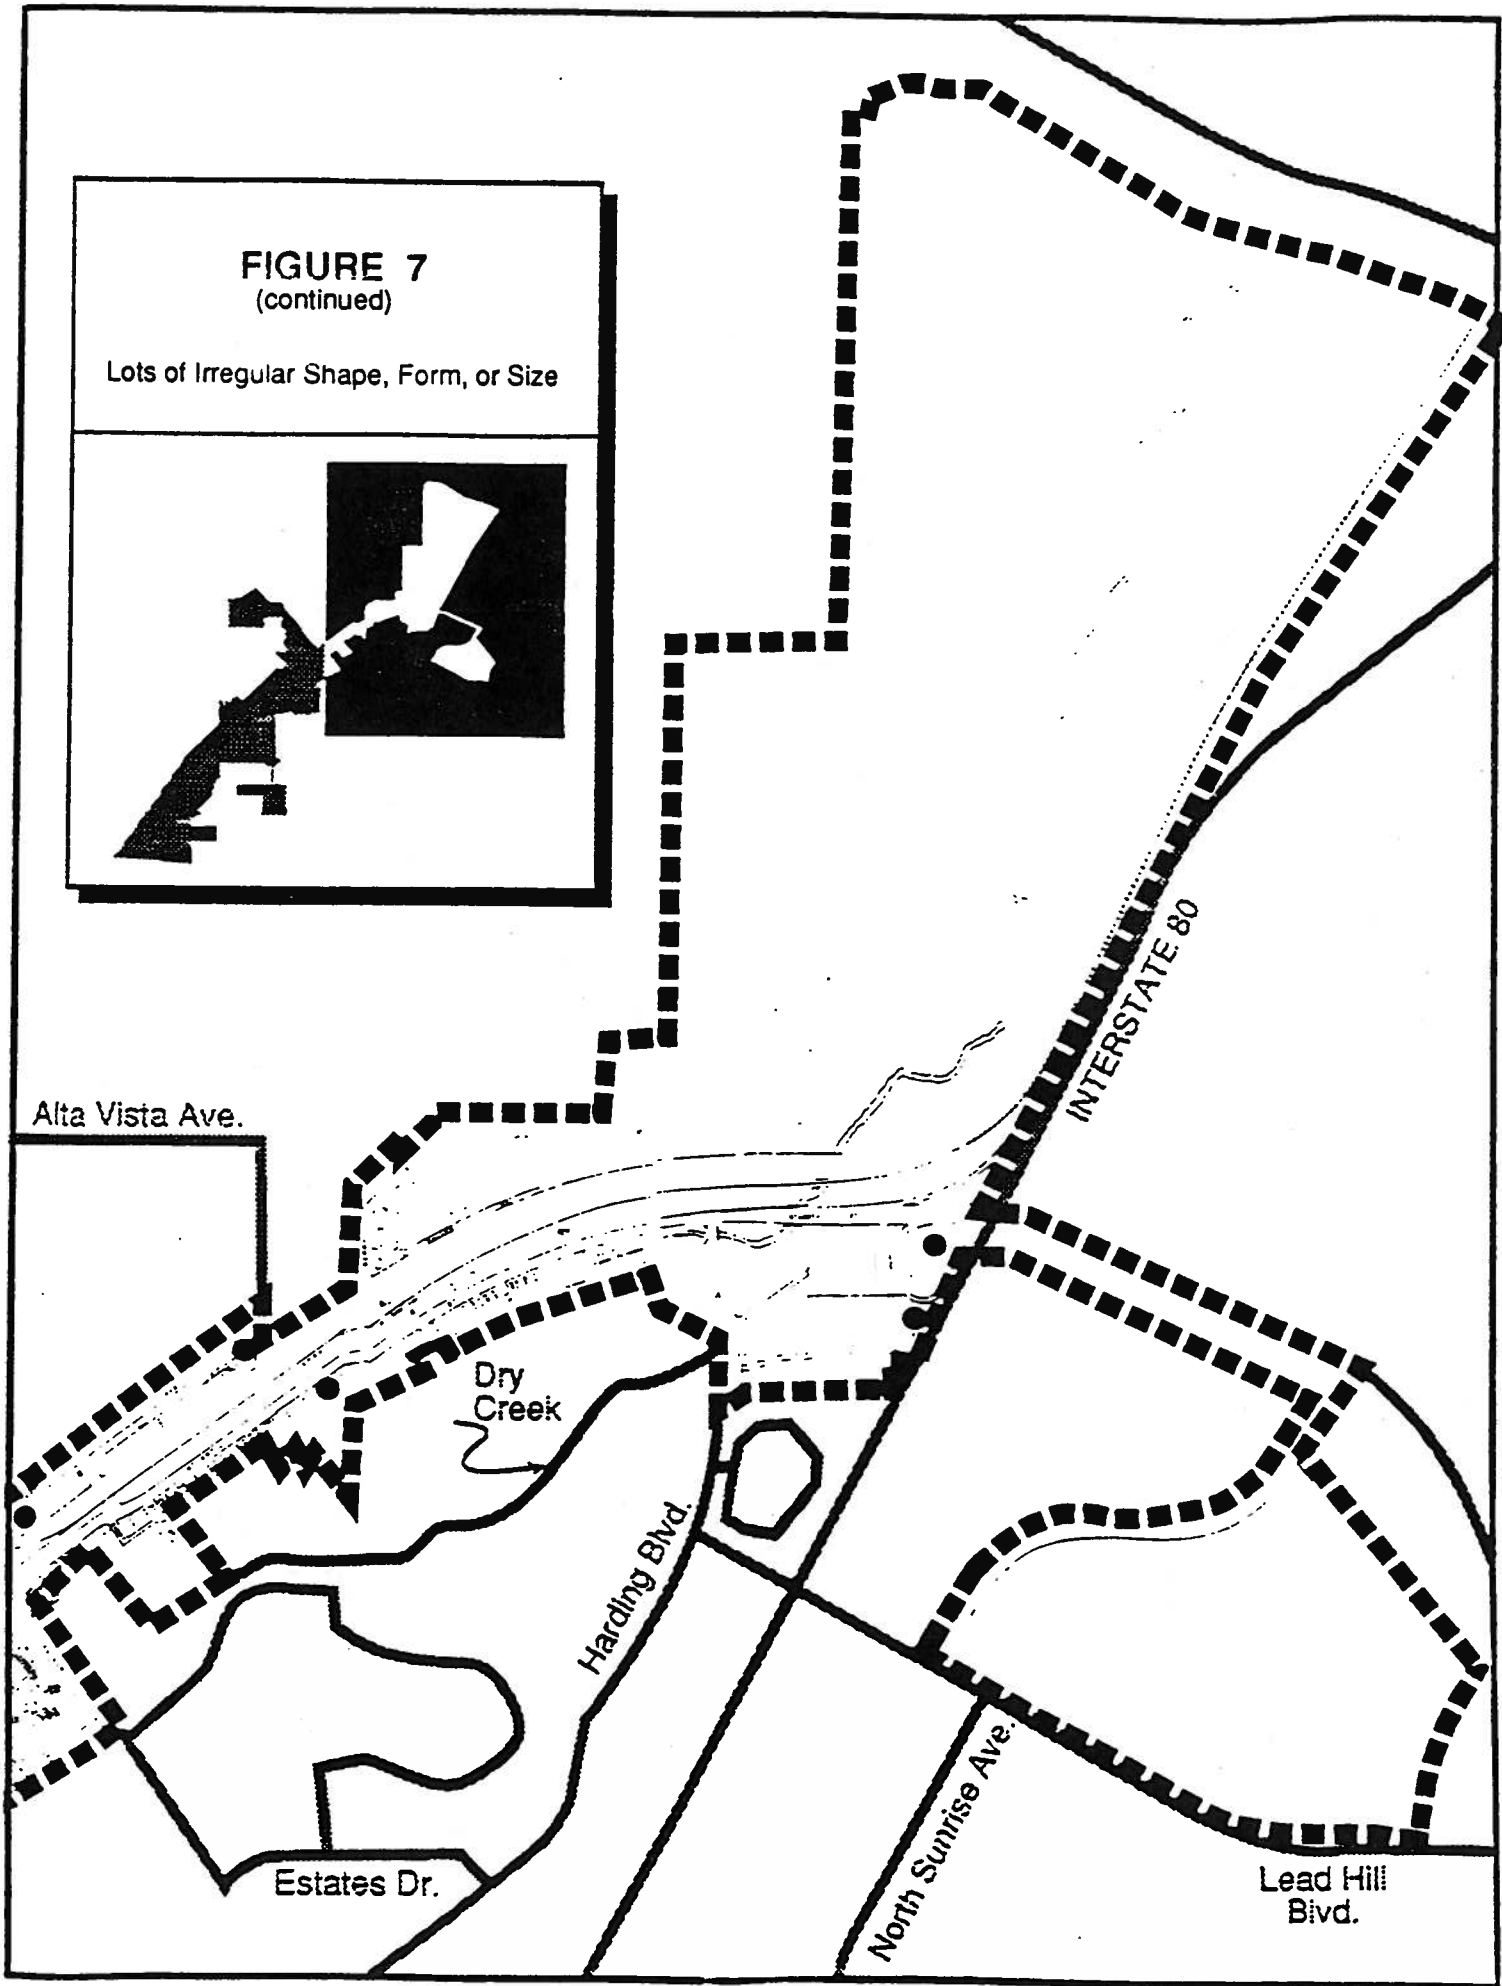 FIGURE 7
(continued)
Lots of Irregular Shape, Form, or Size
INTERSTATE 80
Alta Vista Ave.
Dry
Creek
Harding Blvd.
North Sunrise Ave.
Estates Dr.
Lead Hill
Blvd.